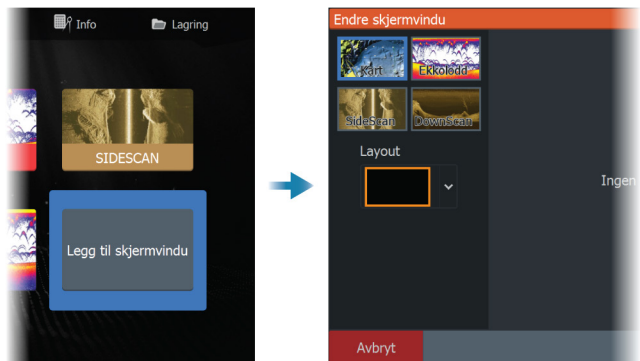 Info
Lagring
SIDESCAN
Legg til skjermvindu
Endre skjermvindu
Kart
Ekkolodd
SideScan
DownScan
Layout
Ingen
Avbryt